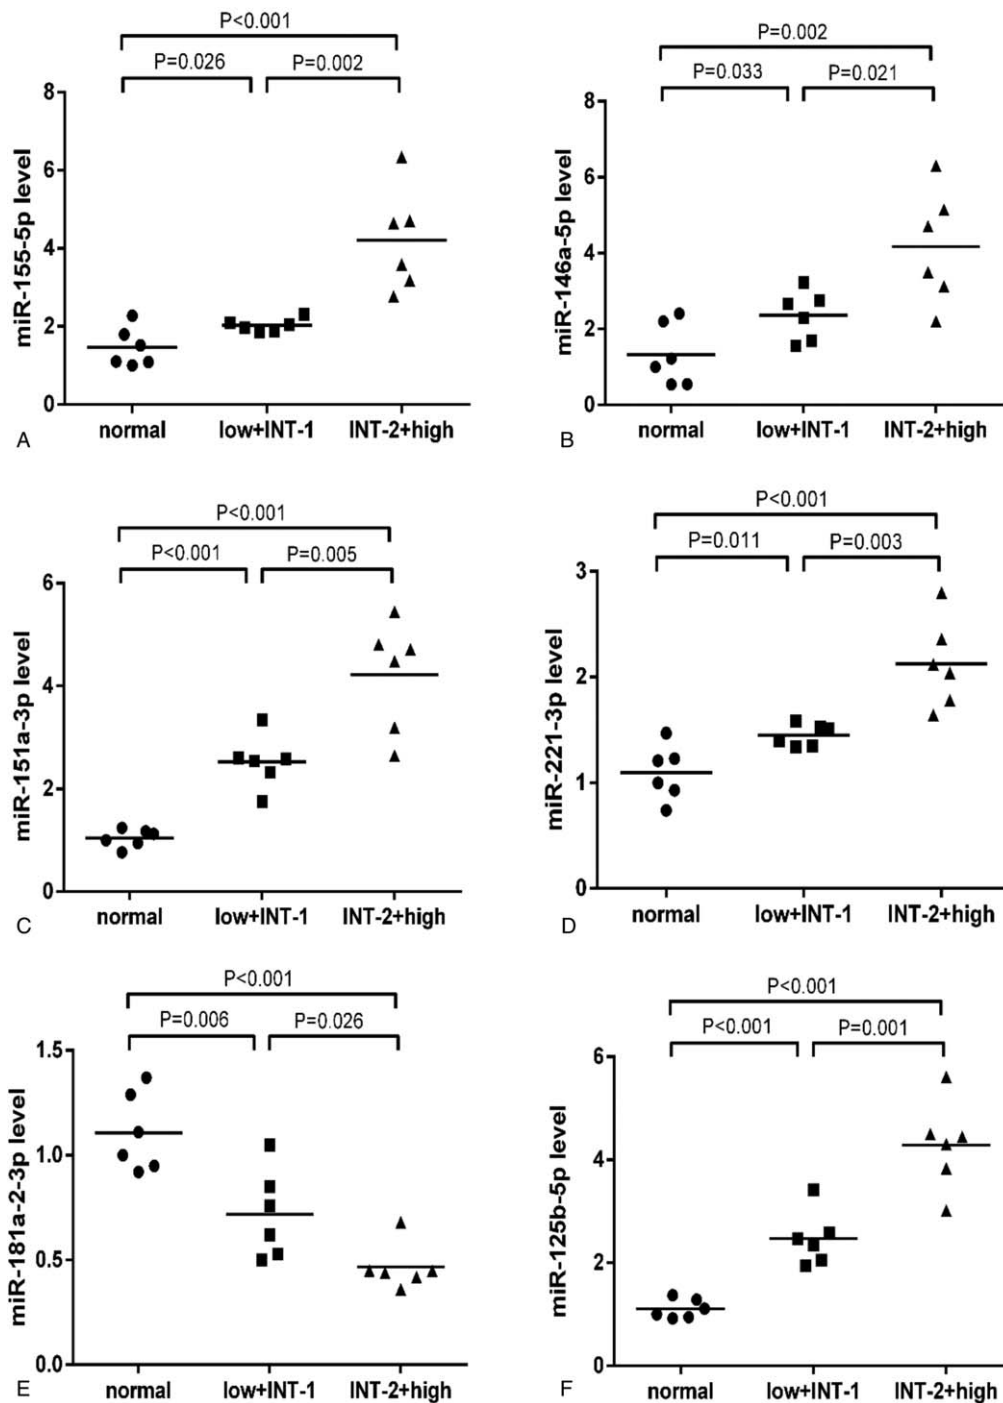 P<0.001
P=0.026 P=0.002
miR-155-5p level
8
6
4
2
0
normal low+INT-1 INT-2+high
A
P=0.002
P=0.033 P=0.021
miR-146a-5p level
8
6
4
2
0
normal low+INT-1 INT-2+high
B
P<0.001
P<0.001 P=0.005
miR-151a-3p level
6
4
2
0
normal low+INT-1 INT-2+high
C
P<0.001
P=0.011 P=0.003
miR-221-3p level
3
2
1
0
normal low+INT-1 INT-2+high
D
P<0.001
P=0.006 P=0.026
miR-181a-2-3p level
1.5
1.0
0.5
0.0
normal low+INT-1 INT-2+high
E
P<0.001
P<0.001 P=0.001
miR-125b-5p level
6
4
2
0
normal low+INT-1 INT-2+high
F